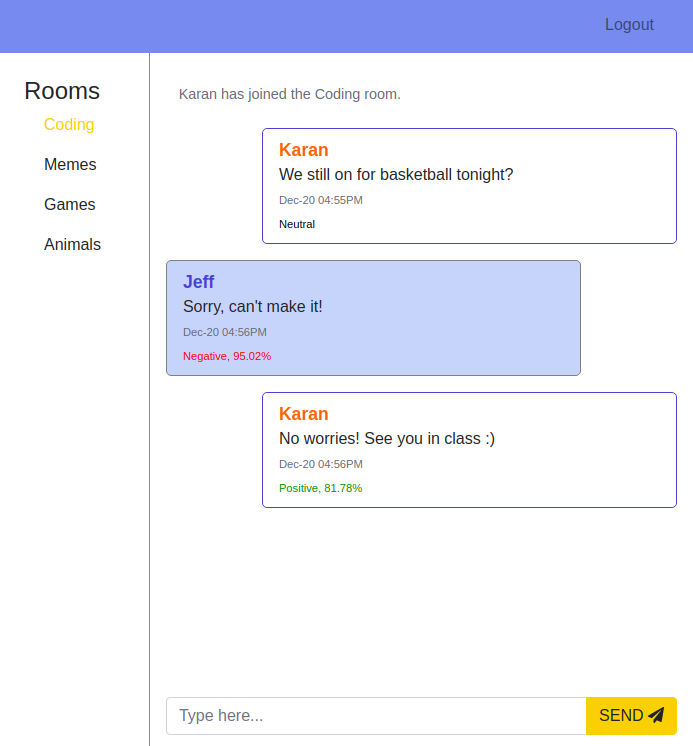 Logout
Rooms
Coding
Memes
Games
Animals
Karan has joined the Coding room.
Karan
We still on for basketball tonight?
Dec-20 04:55PM
Neutral
Jeff
Sorry, can't make it!
Dec-20 04:56PM
Negative, 95.02%
Karan
No worries! See you in class :)
Dec-20 04:56PM
Positive, 81.78%
Type here...
SEND